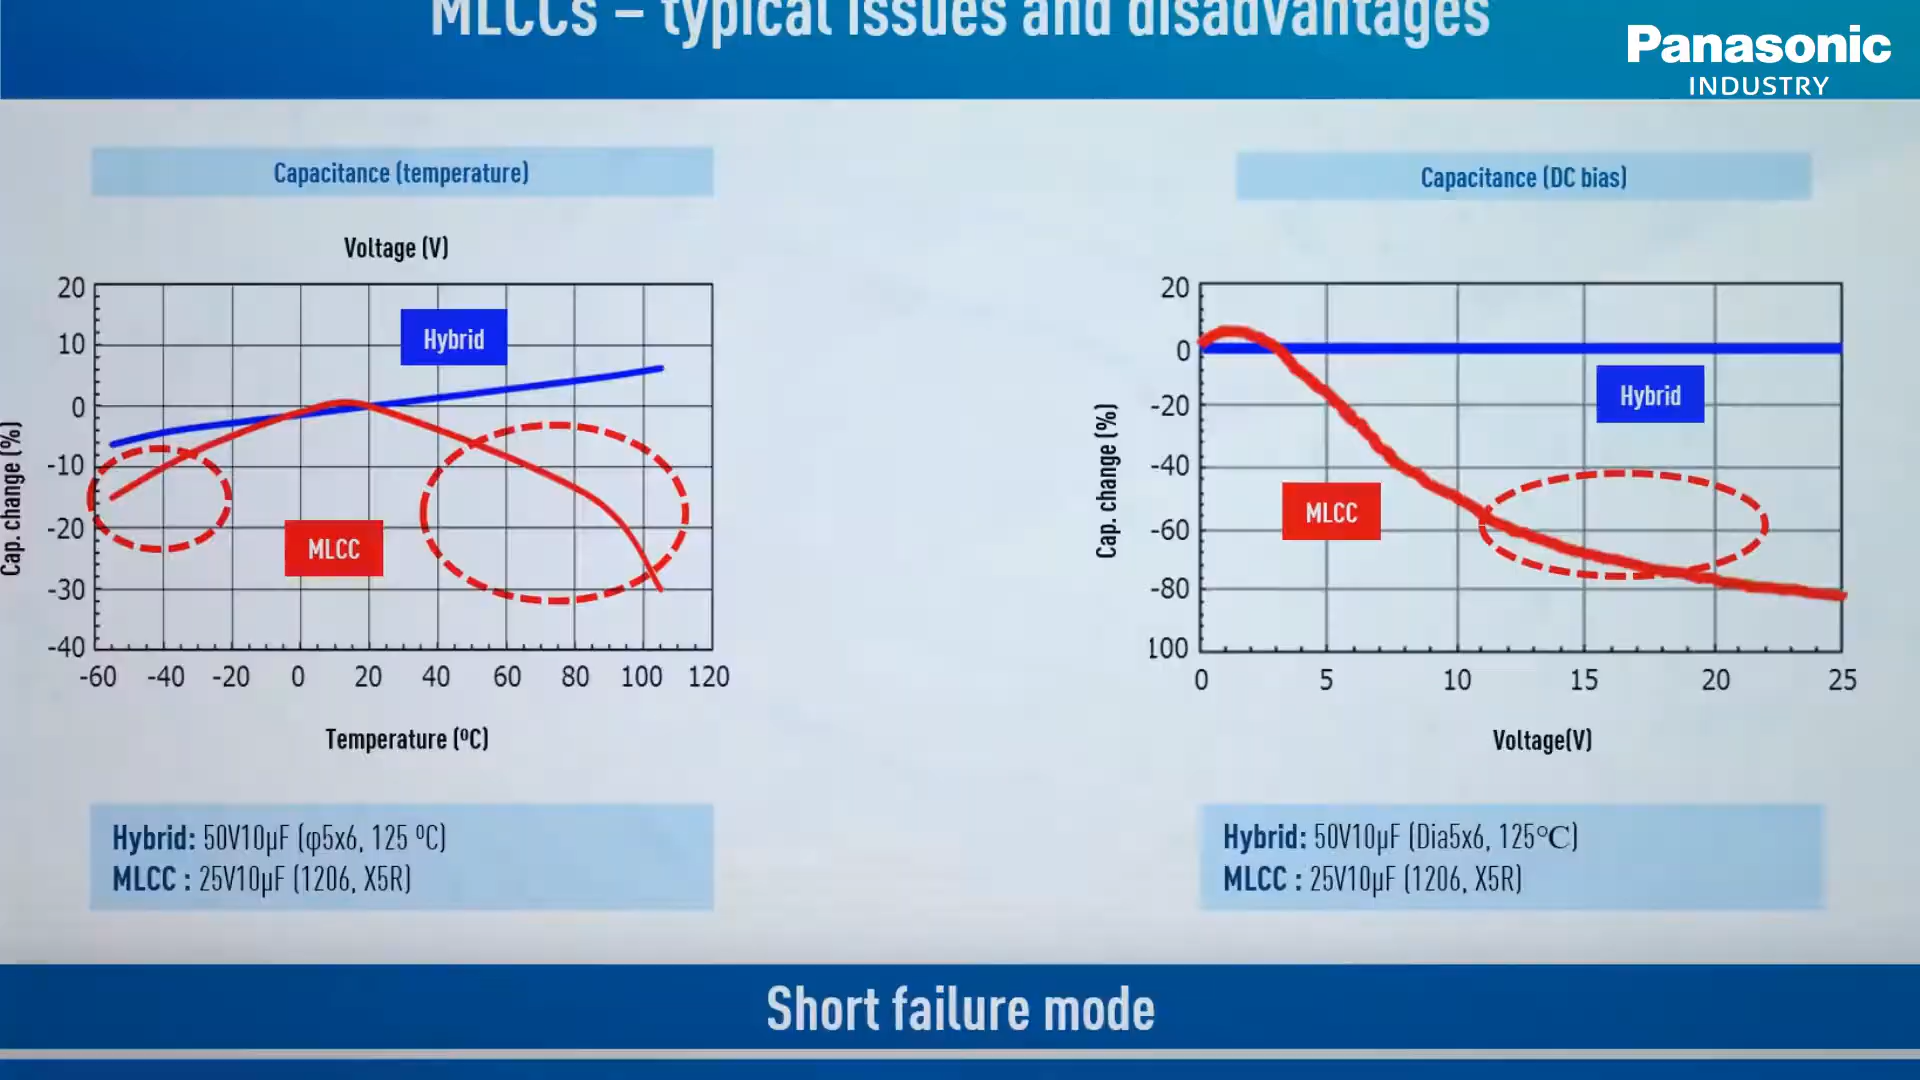 MLCCs – typical issues and disadvantages
Panasonic
INDUSTRY
Capacitance (temperature)
Voltage (V)
20
10
0
-10
-20
-30
-40
Cap. change (%)
Hybrid
MLCC
-60 -40 -20 0 20 40 60 80 100 120
Temperature (ºC)
Hybrid: 50V10µF (φ5x6, 125 ºC)
MLCC : 25V10µF (1206, X5R)
Capacitance (DC bias)
20
0
-20
-40
-60
-80
100
Cap. change (%)
Hybrid
MLCC
0 5 10 15 20 25
Voltage(V)
Hybrid: 50V10µF (Dia5x6, 125℃)
MLCC : 25V10µF (1206, X5R)
Short failure mode